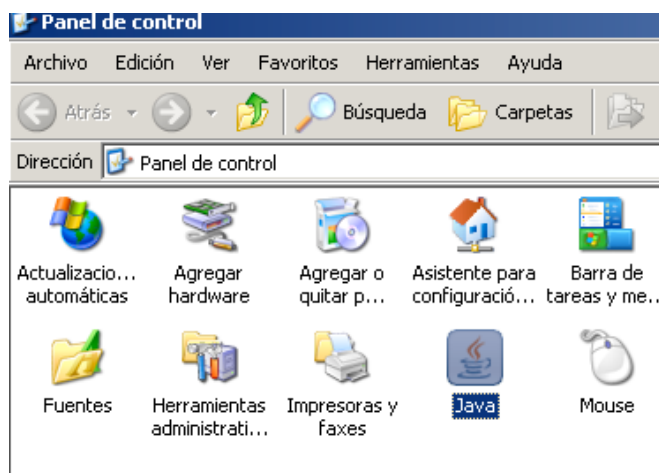 Panel de control
Archivo Edición Ver Favoritos Herramientas Ayuda
Atrás Búsqueda Carpetas
Dirección Panel de control
Actualizacio... Agregar Agregar o Asistente para Barra de
automáticas hardware quitar p... configuració... tareas y me...
Fuentes Herramientas Impresoras y Java Mouse
administrati... faxes